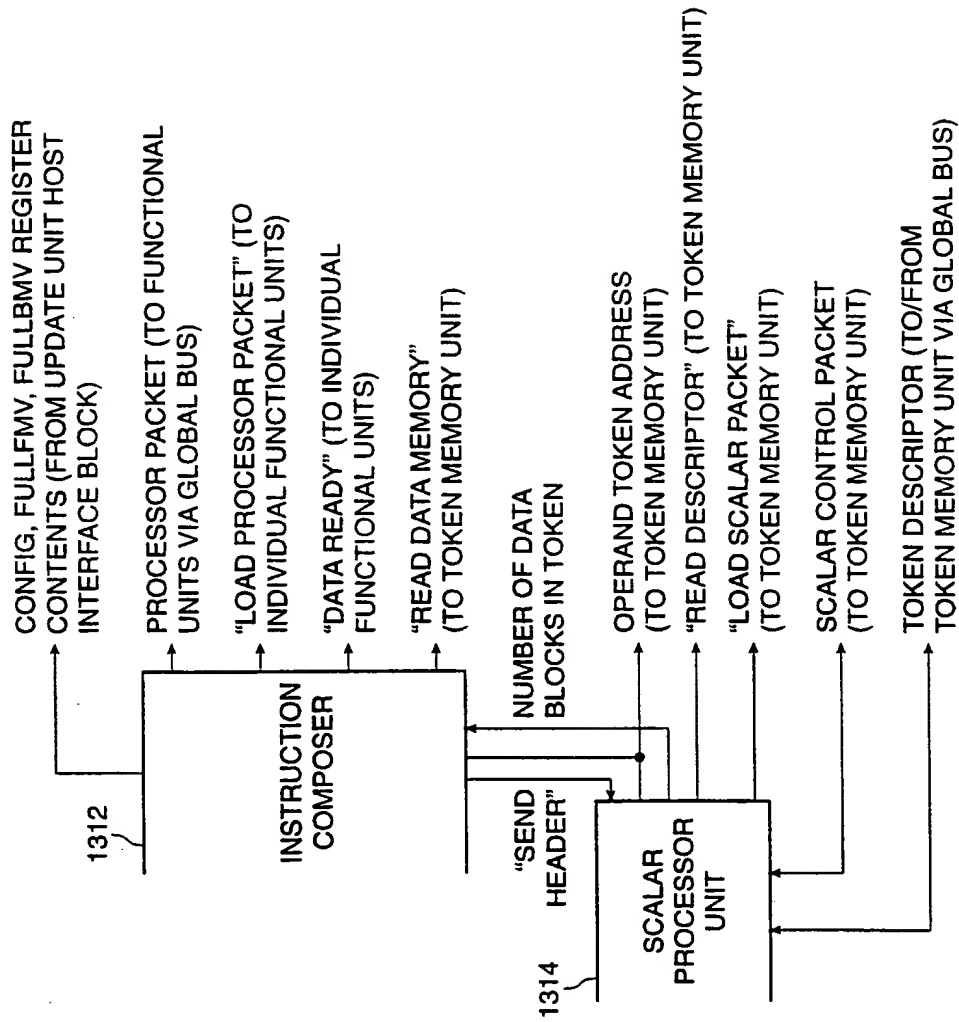 CONFIG, FULLFMV, FULLBMV REGISTER
CONTENTS (FROM UPDATE UNIT HOST
INTERFACE BLOCK)
1312
INSTRUCTION
COMPOSER
PROCESSOR PACKET (TO FUNCTIONAL
UNITS VIA GLOBAL BUS)
“LOAD PROCESSOR PACKET” (TO
INDIVIDUAL FUNCTIONAL UNITS)
“DATA READY” (TO INDIVIDUAL
FUNCTIONAL UNITS)
“READ DATA MEMORY”
(TO TOKEN MEMORY UNIT)
“SEND
HEADER”
NUMBER OF DATA
BLOCKS IN TOKEN
1314
SCALAR
PROCESSOR
UNIT
OPERAND TOKEN ADDRESS
(TO TOKEN MEMORY UNIT)
“READ DESCRIPTOR” (TO TOKEN MEMORY UNIT)
“LOAD SCALAR PACKET”
(TO TOKEN MEMORY UNIT)
SCALAR CONTROL PACKET
(TO TOKEN MEMORY UNIT)
TOKEN DESCRIPTOR (TO/FROM
TOKEN MEMORY UNIT VIA GLOBAL BUS)